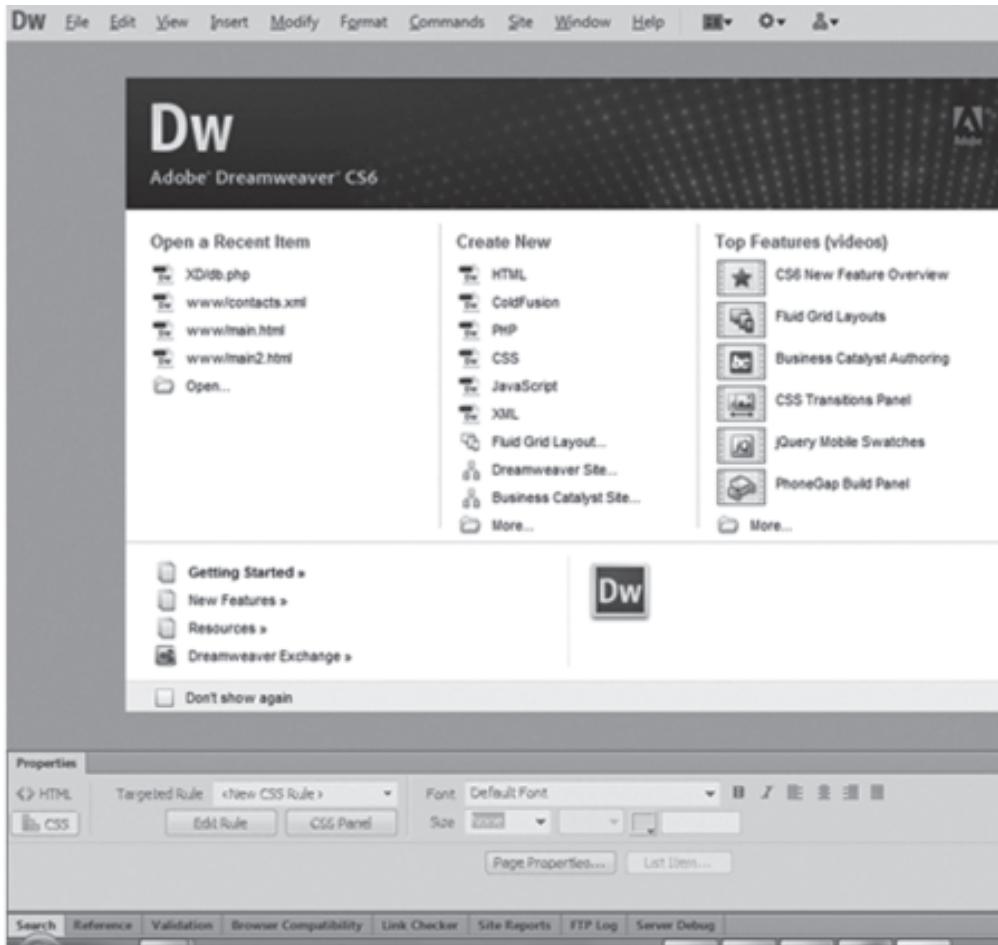 Dw File Edit View Insert Modify Format Commands Site Window Help
Dw
Adobe
Adobe® Dreamweaver® CS6
Open a Recent Item
XD/db.php
www/contacts.xml
www/main.html
www/main2.html
Open...
Create New
HTML
ColdFusion
PHP
CSS
JavaScript
XML
Fluid Grid Layout...
Dreamweaver Site...
Business Catalyst Site...
More...
Top Features (videos)
CS6 New Feature Overview
Fluid Grid Layouts
Business Catalyst Authoring
CSS Transitions Panel
jQuery Mobile Swatches
PhoneGap Build Panel
More...
Getting Started »
New Features »
Resources »
Dreamweaver Exchange »
Dw
Don't show again
Properties
<> HTML Targeted Rule <New CSS Rule> Font Default Font B I
CSS Edit Rule CSS Panel Size
Page Properties... List Item...
Search Reference Validation Browser Compatibility Link Checker Site Reports FTP Log Server Debug